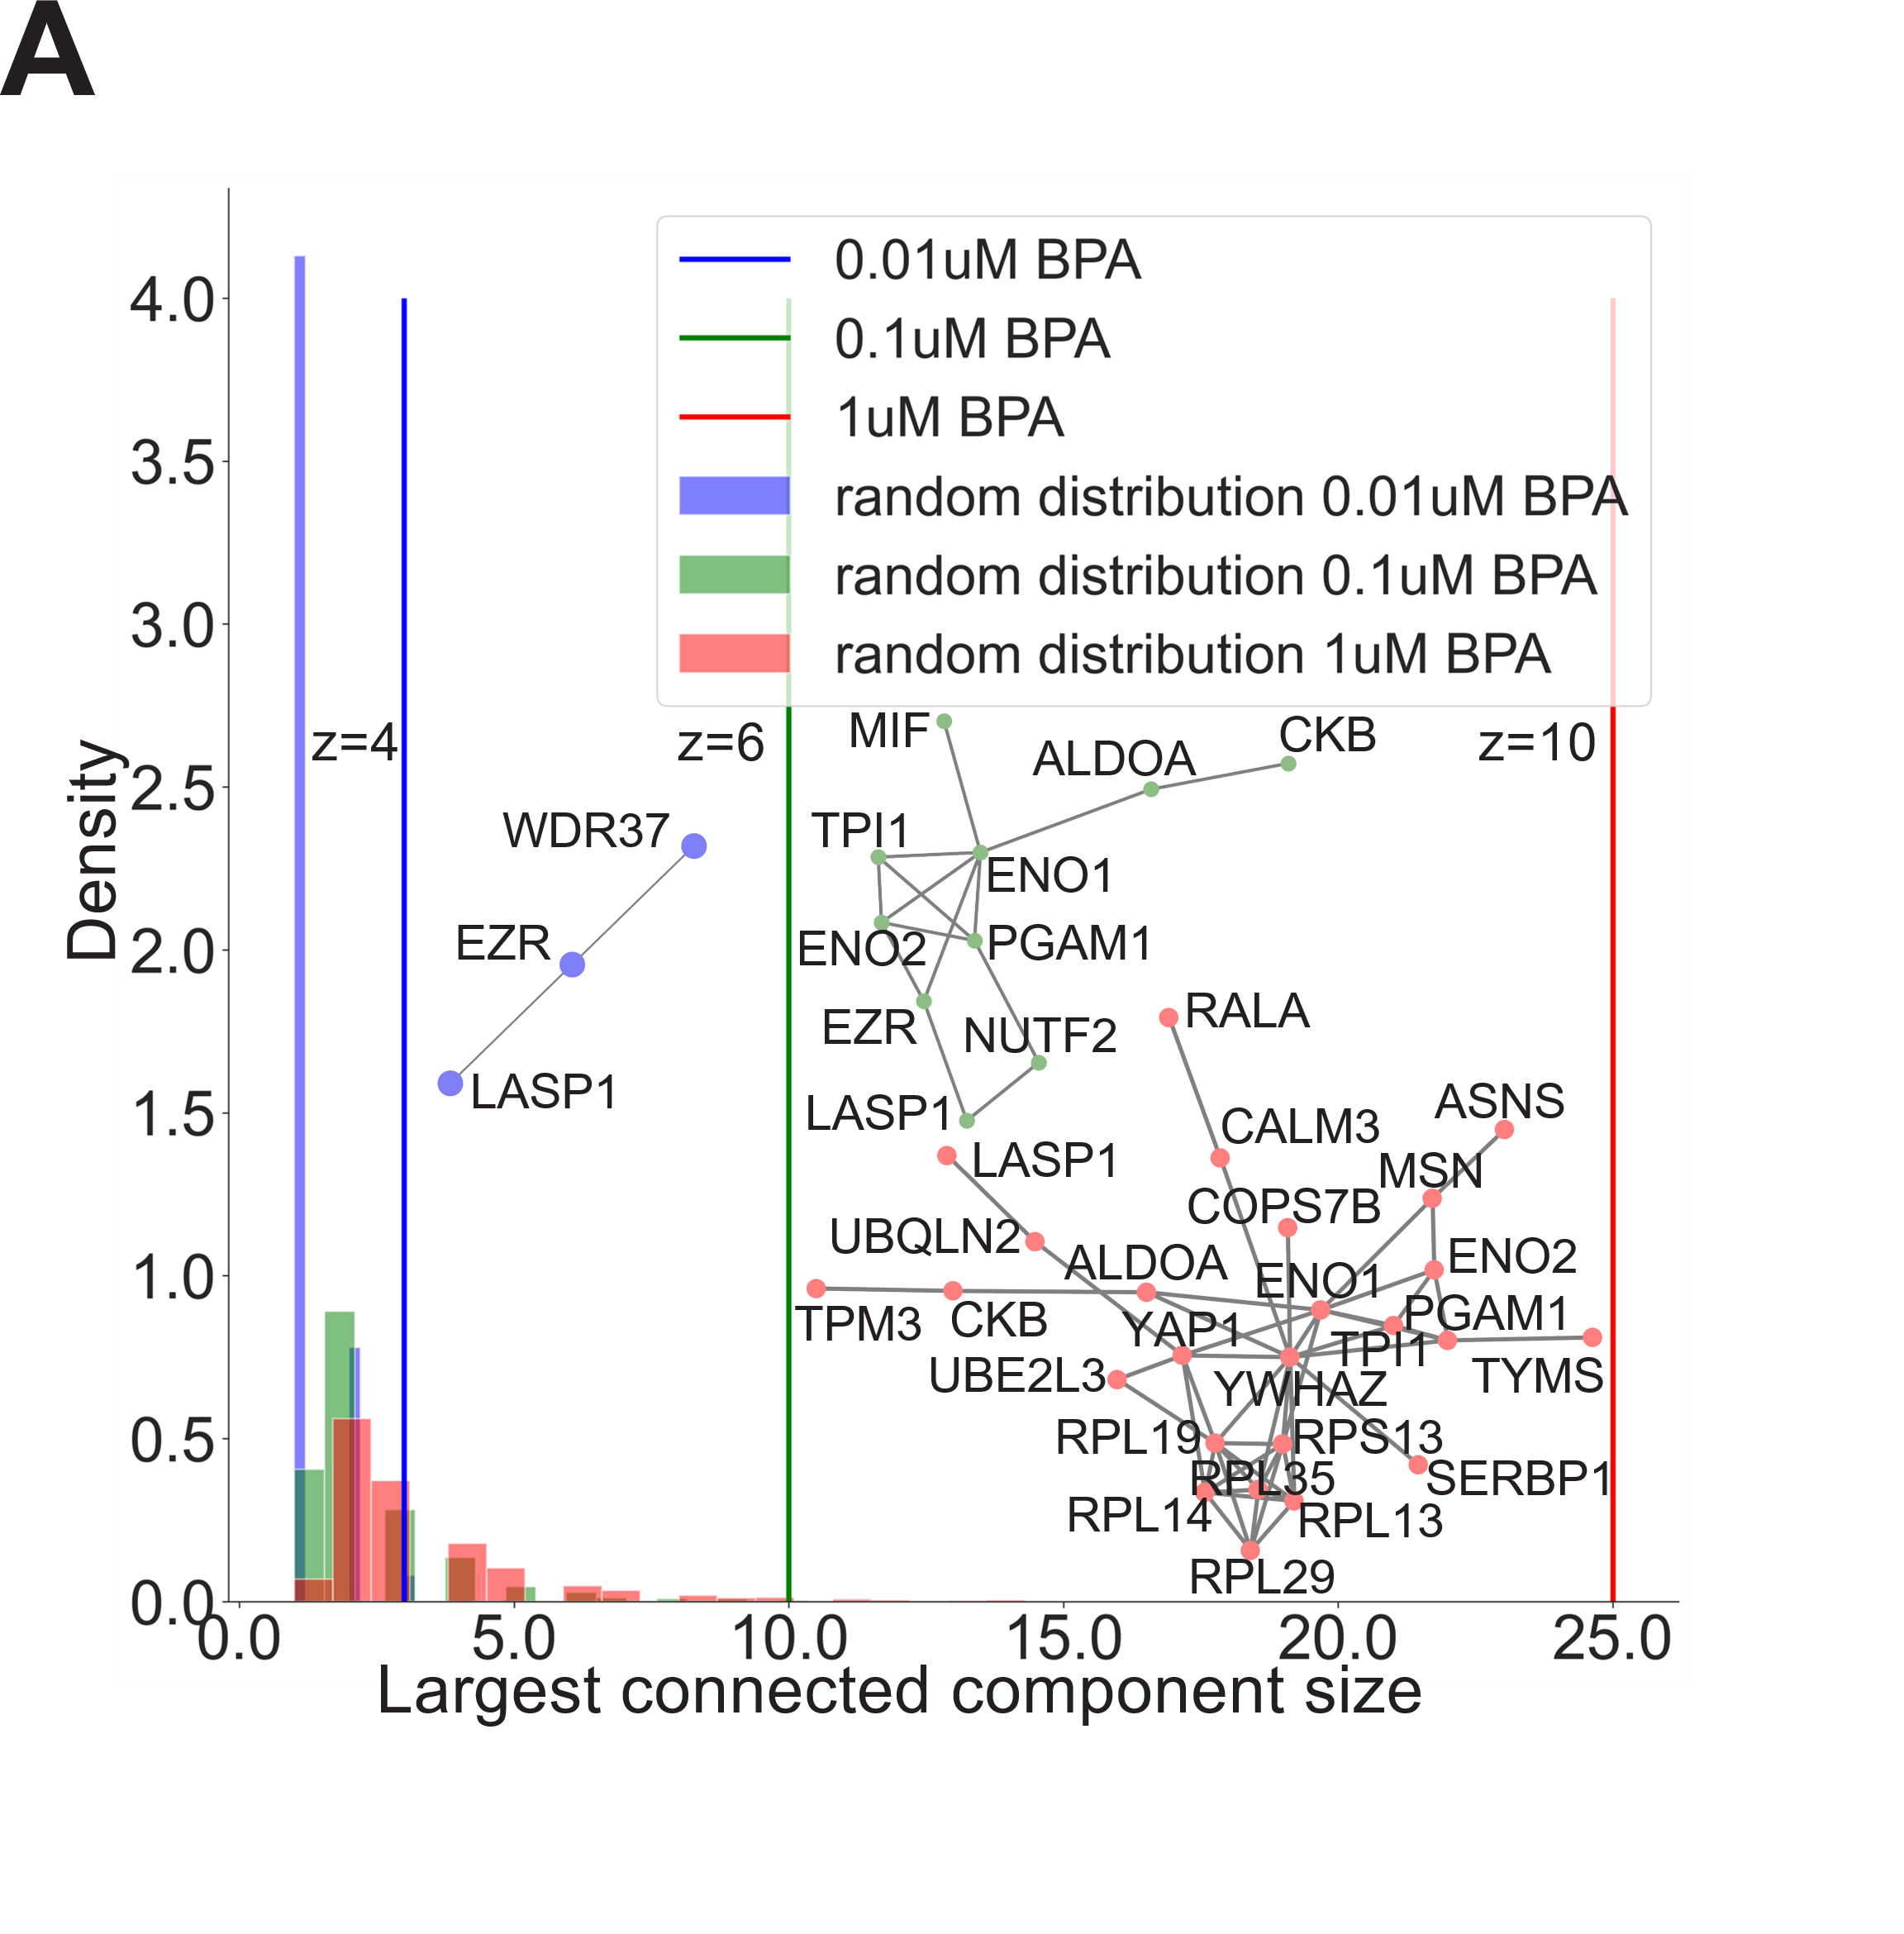 A
0.01uM BPA
0.1uM BPA
1uM BPA
random distribution 0.01uM BPA
random distribution 0.1uM BPA
random distribution 1uM BPA
4.0
3.5
3.0
2.5
2.0
1.5
1.0
0.5
0.0
Density
z=4
z=6
z=10
MIF
CKB
ALDOA
WDR37
TPI1
ENO1
EZR
ENO2
PGAM1
EZR
NUTF2
RALA
LASP1
LASP1
ASNS
CALM3
LASP1
MSN
COPS7B
UBQLN2
ALDOA
ENO1
ENO2
TPM3
CKB
YAP1
PGAM1
TPI1
UBE2L3
YWHAZ
TYMS
RPL19
RPS13
RPL35
SERBP1
RPL14
RPL13
RPL29
0.0
5.0
10.0
15.0
20.0
25.0
Largest connected component size